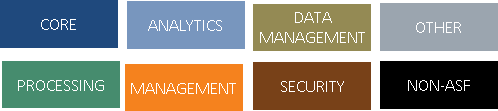 CORE
ANALYTICS
DATA
MANAGEMENT
OTHER
PROCESSING
MANAGEMENT
SECURITY
NON-ASF